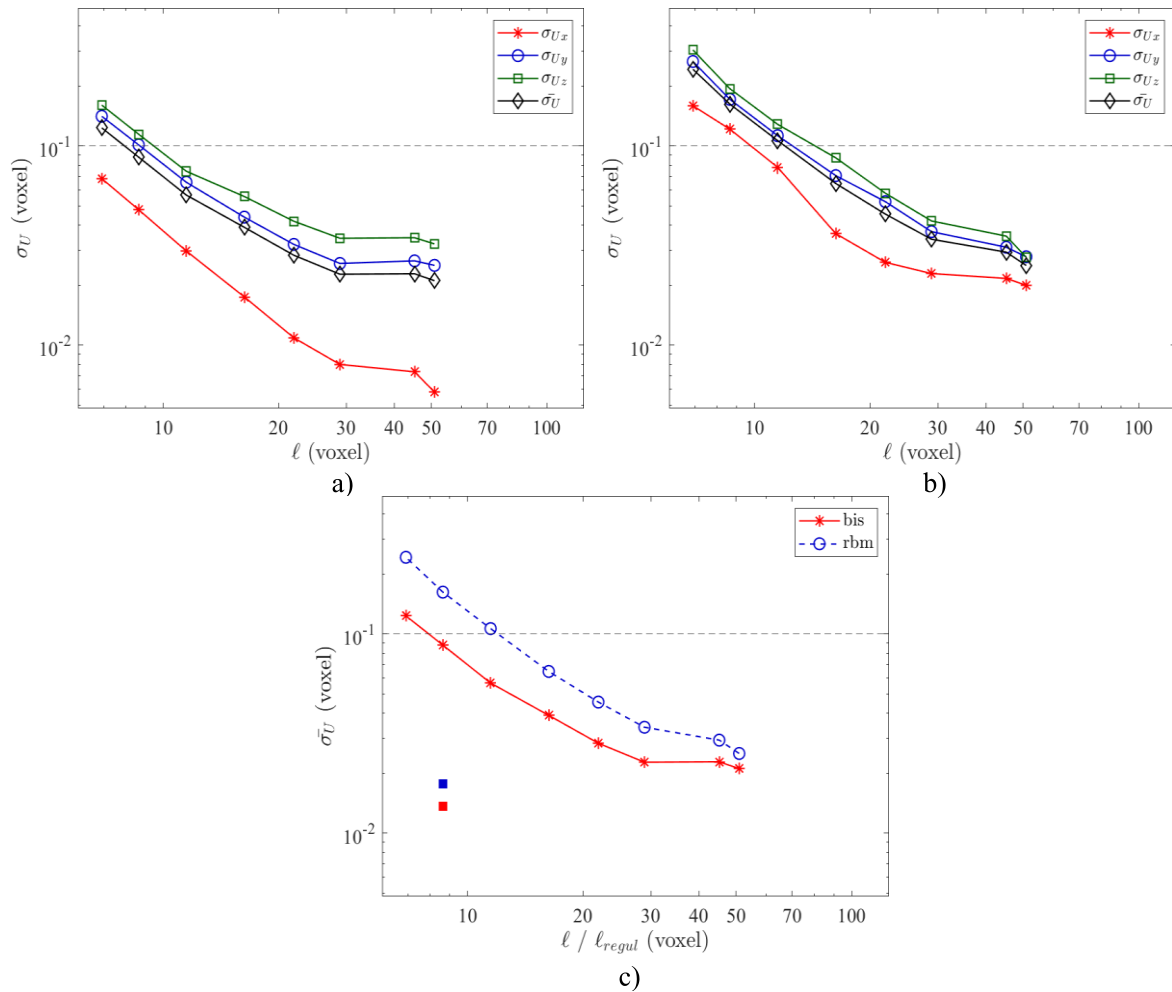 σ_U (voxel)
10^-1
10^-2
σ_Ux
σ_Uy
σ_Uz
σ̄_U
10 20 30 40 50 70 100
ℓ (voxel)
a)
σ_U (voxel)
10^-1
10^-2
σ_Ux
σ_Uy
σ_Uz
σ̄_U
10 20 30 40 50 70 100
ℓ (voxel)
b)
σ̄_U (voxel)
10^-1
10^-2
bis
rbm
10 20 30 40 50 70 100
ℓ / ℓ_regul (voxel)
c)